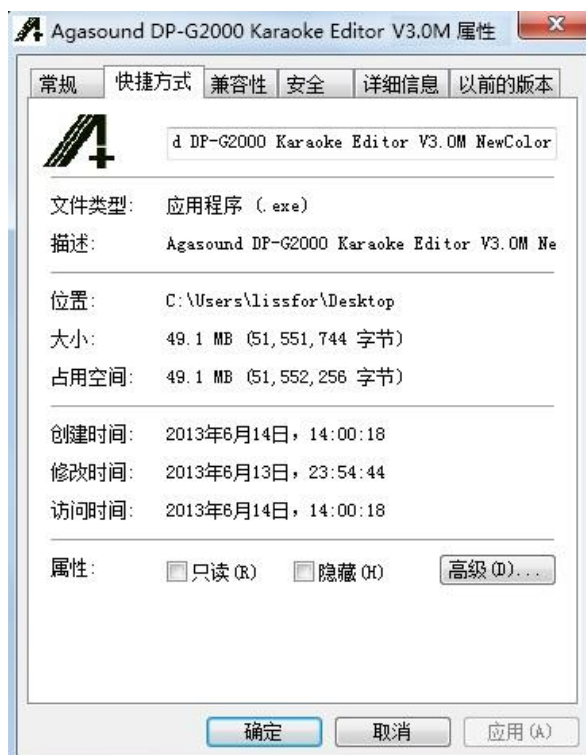 Agasound DP-G2000 Karaoke Editor V3.0M 属性
常规 快捷方式 兼容性 安全 详细信息 以前的版本
d DP-G2000 Karaoke Editor V3.0M NewColor
文件类型: 应用程序 (.exe)
描述: Agasound DP-G2000 Karaoke Editor V3.0M Ne
位置: C:\Users\lissfor\Desktop
大小: 49.1 MB (51,551,744 字节)
占用空间: 49.1 MB (51,552,256 字节)
创建时间: 2013年6月14日，14:00:18
修改时间: 2013年6月13日，23:54:44
访问时间: 2013年6月14日，14:00:18
属性: 只读(R) 隐藏(H) 高级(D)...
确定 取消 应用(A)